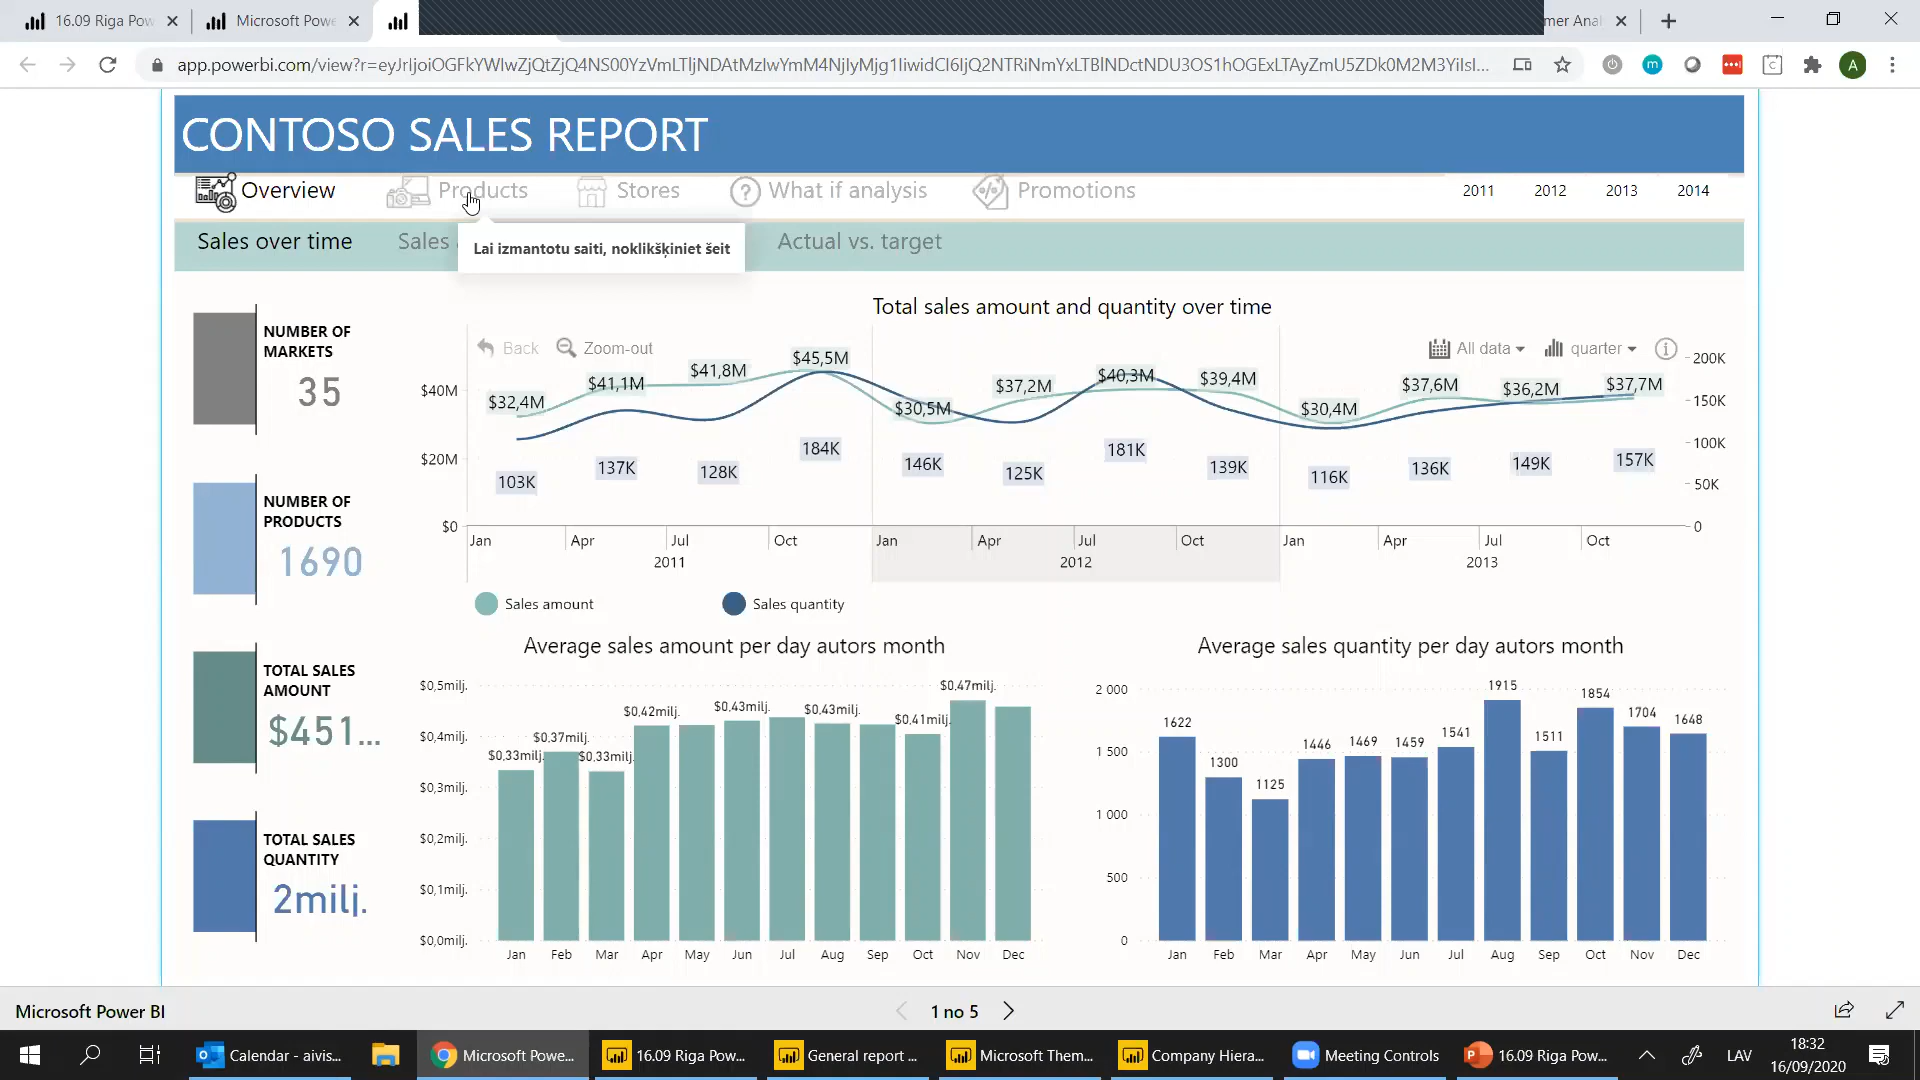 16.09 Riga Pow
Microsoft Powe
mer Anal
app.powerbi.com/view?r=
CONTOSO SALES REPORT
Overview
Products
Stores
What if analysis
Promotions
2011
2012
2013
2014
Sales over time
Sales
Lai izmantotu saiti, noklikšķiniet šeit
Actual vs. target
NUMBER OF
MARKETS
35
NUMBER OF
PRODUCTS
1690
TOTAL SALES
AMOUNT
$451...
TOTAL SALES
QUANTITY
2milj.
Total sales amount and quantity over time
Back
Zoom-out
All data
quarter
$40M
$20M
$0
200K
150K
100K
50K
0
$32,4M
$41,1M
$41,8M
$45,5M
$30,5M
$37,2M
$40,3M
$39,4M
$30,4M
$37,6M
$36,2M
$37,7M
103K
137K
128K
184K
146K
125K
181K
139K
116K
136K
149K
157K
Jan Apr Jul Oct Jan Apr Jul Oct Jan Apr Jul Oct
2011 2012 2013
Sales amount
Sales quantity
Average sales amount per day autors month
$0,5milj.
$0,4milj.
$0,3milj.
$0,2milj.
$0,1milj.
$0,0milj.
$0,33milj.
$0,37milj.
$0,33milj.
$0,42milj.
$0,43milj.
$0,43milj.
$0,41milj.
$0,47milj.
Jan Feb Mar Apr May Jun Jul Aug Sep Oct Nov Dec
Average sales quantity per day autors month
2 000
1 500
1 000
500
0
1622
1300
1125
1446
1469
1459
1541
1915
1511
1854
1704
1648
Jan Feb Mar Apr May Jun Jul Aug Sep Oct Nov Dec
Microsoft Power BI
1 no 5
Calendar - aivis...
Microsoft Powe...
16.09 Riga Pow...
General report ...
Microsoft Them...
Company Hiera...
Meeting Controls
16.09 Riga Pow...
LAV
18:32
16/09/2020